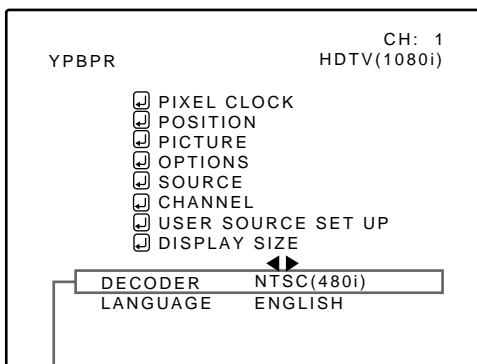 CH: 1
YPBPR HDTV(1080i)
PIXEL CLOCK
POSITION
PICTURE
OPTIONS
SOURCE
CHANNEL
USER SOURCE SET UP
DISPLAY SIZE
DECODER NTSC(480i)
LANGUAGE ENGLISH